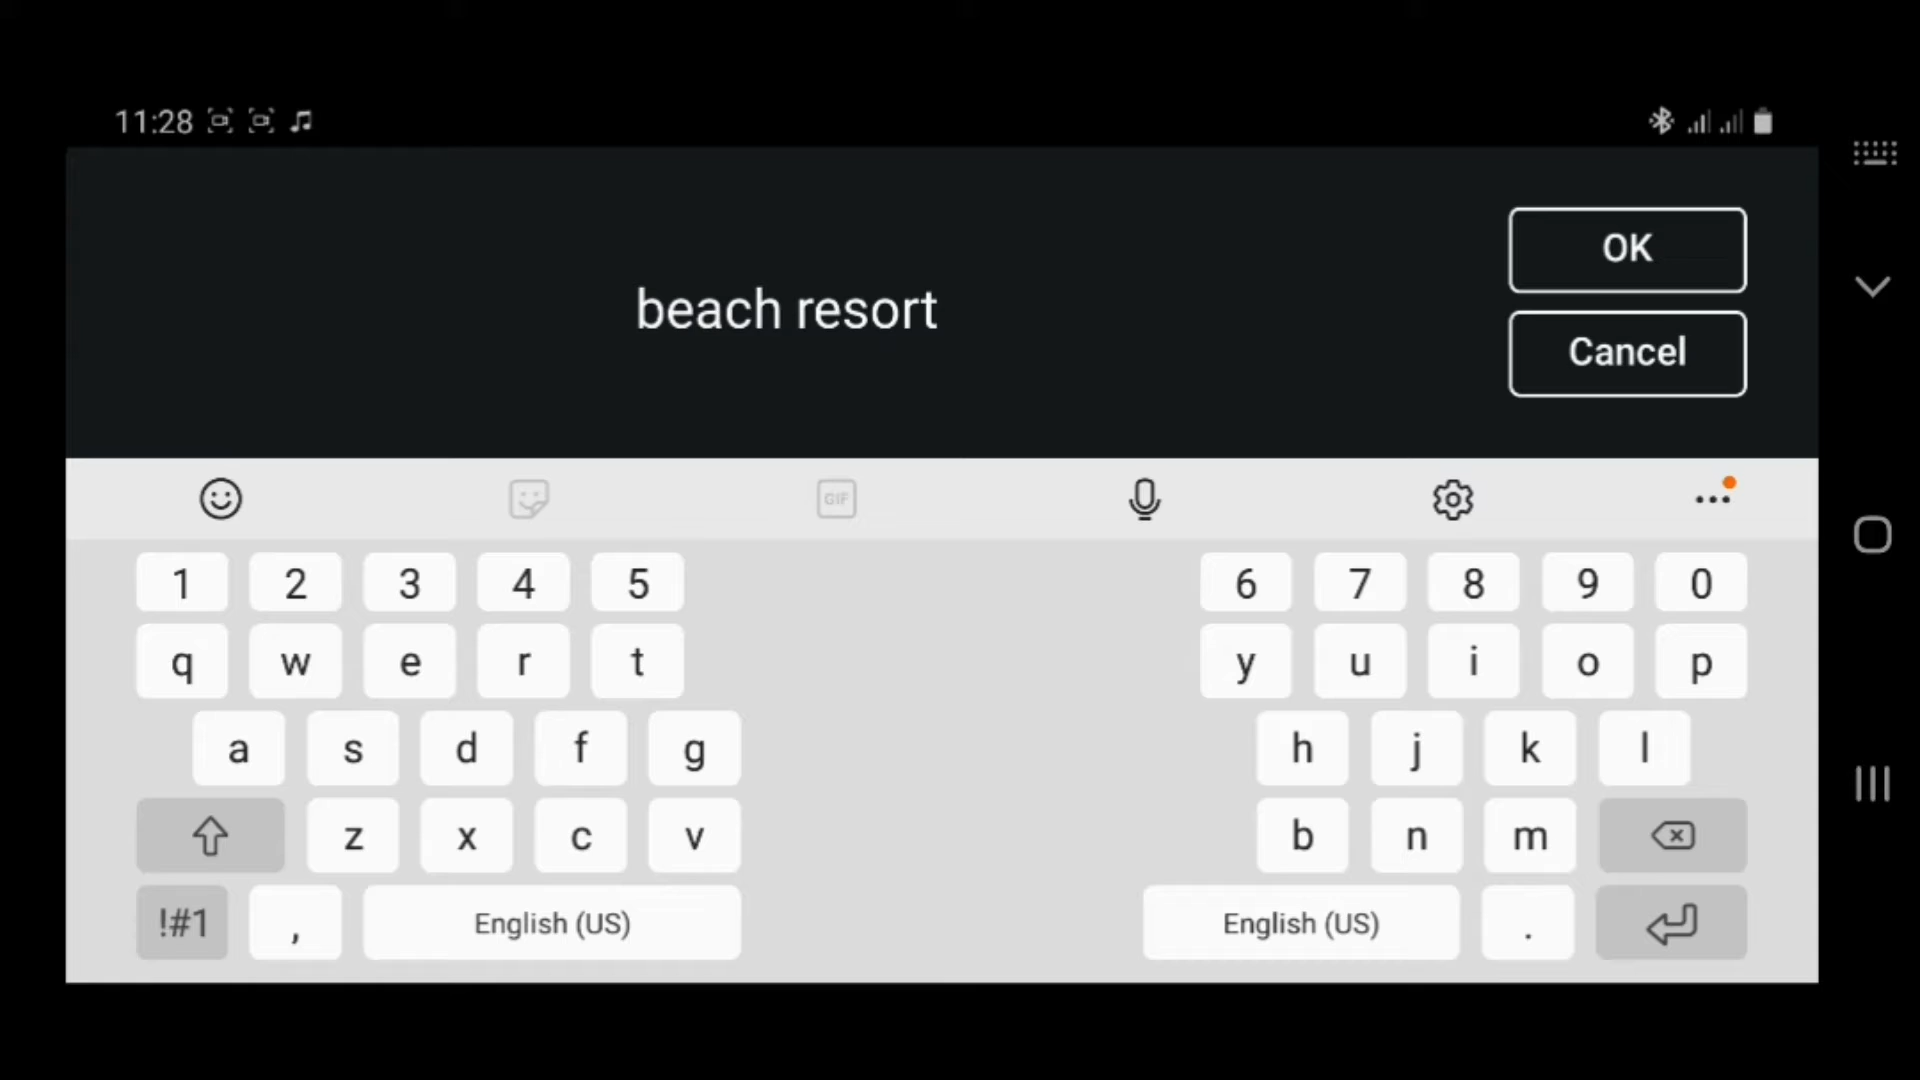 11:28
OK
beach resort
Cancel
GIF
1 2 3 4 5 6 7 8 9 0
q w e r t y u i o p
a s d f g h j k l
z x c v b n m
!#1 , English (US) English (US) .